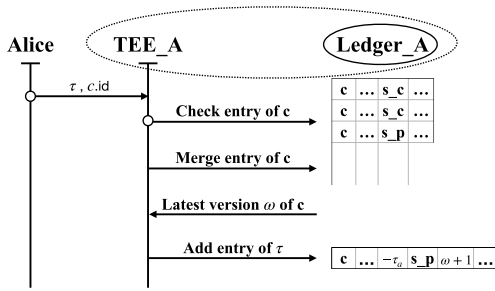 Alice TEE_A Ledger_A
τ , c.id
c ... s_c ...
Check entry of c c ... s_c ...
c ... s_p ...
Merge entry of c
Latest version ω of c
Add entry of τ c ... −τₐ s_p ω + 1 ...